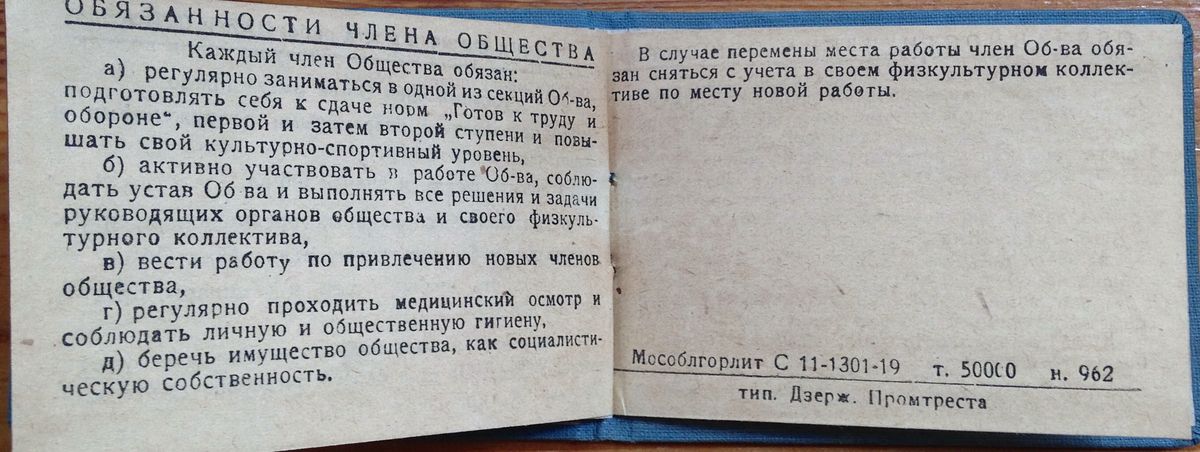 ОБЯЗАННОСТИ ЧЛЕНА ОБЩЕСТВА
Каждый член Общества обязан:
а) регулярно заниматься в одной из секций Об-ва,
подготовлять себя к сдаче норм „Готов к труду и
обороне“, первой и затем второй ступени и повы-
шать свой культурно-спортивный уровень,
б) активно участвовать в работе Об-ва, соблю-
дать устав Об ва и выполнять все решения и задачи
руководящих органов общества и своего физкуль-
турного коллектива,
в) вести работу по привлечению новых членов
общества,
г) регулярно проходить медицинский осмотр и
соблюдать личную и общественную гигиену,
д) беречь имущество общества, как социалисти-
ческую собственность.
В случае перемены места работы член Об-ва обя-
зан сняться с учета в своем физкультурном коллек-
тиве по месту новой работы.
Мособлгорлит С 11-1301-19 т. 50000 н. 962
тип. Дзерж. Промтреста